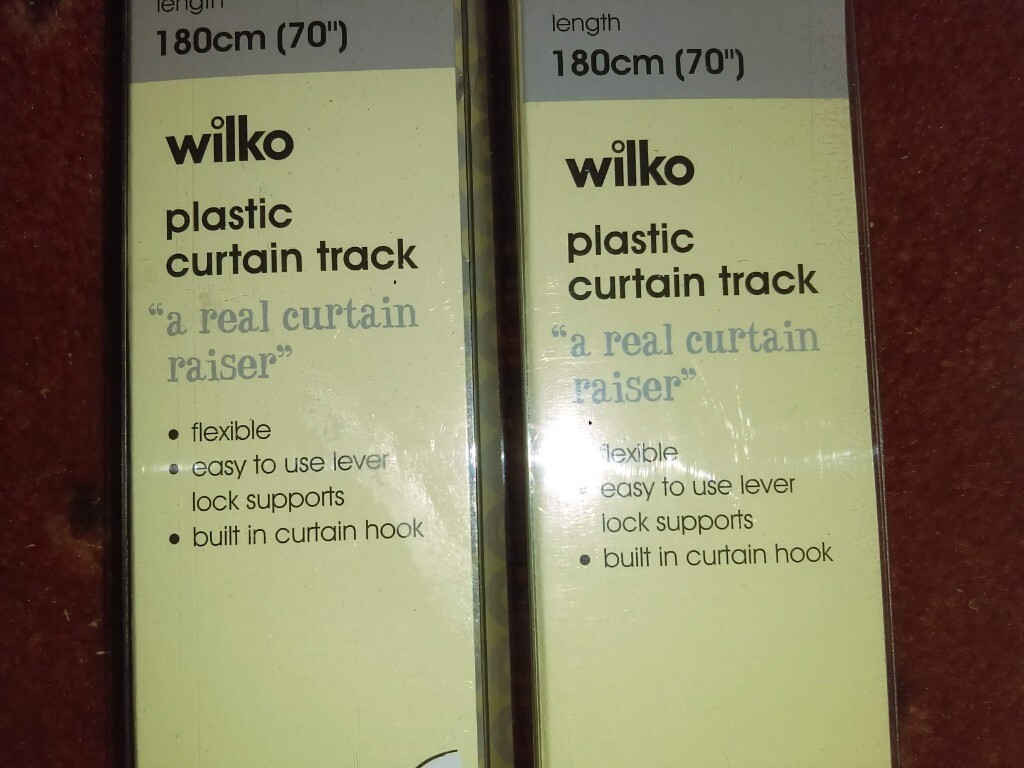 length
180cm (70")
wilko
plastic
curtain track
“a real curtain
raiser”
• flexible
• easy to use lever
lock supports
• built in curtain hook
length
180cm (70")
wilko
plastic
curtain track
“a real curtain
raiser”
flexible
easy to use lever
lock supports
• built in curtain hook